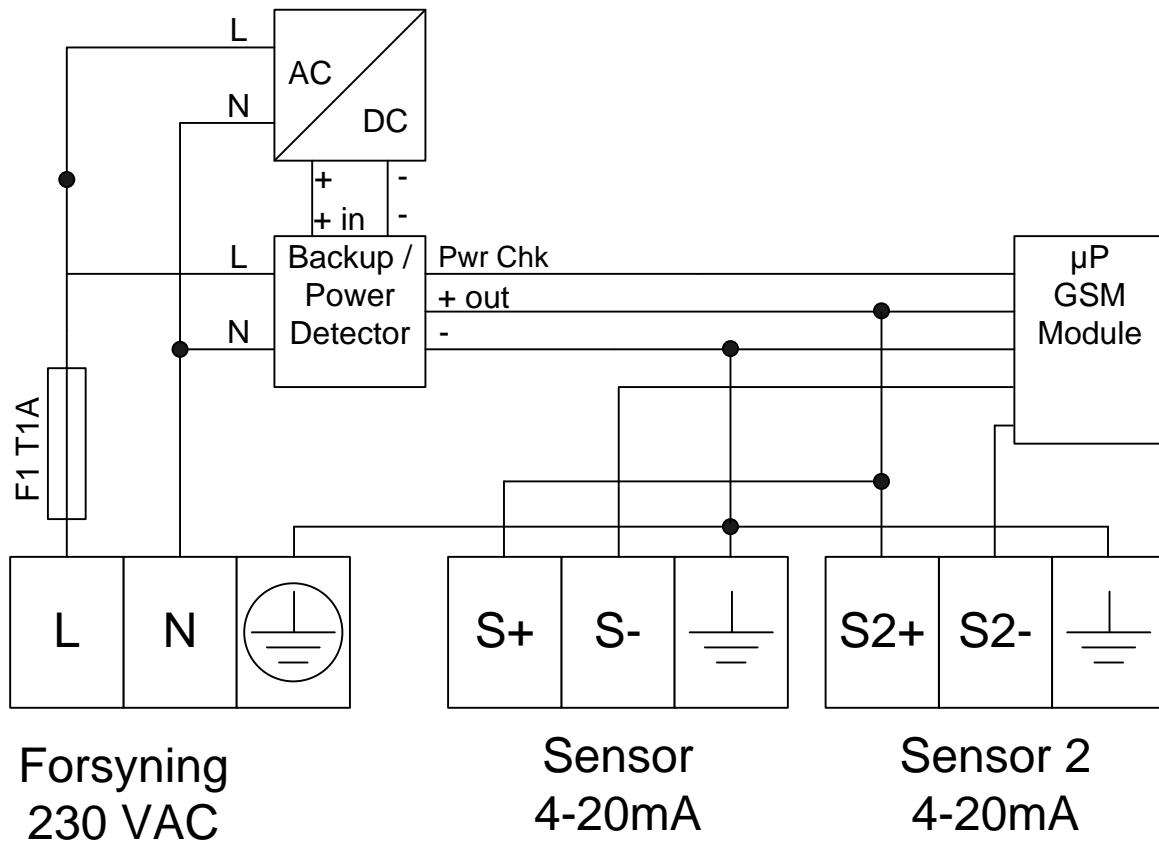 L
AC
N
DC
+ -
+ in -
L
Backup /
Power
Detector
N
Pwr Chk
+ out
-
µP
GSM
Module
F1 T1A
L N
S+ S-
S2+ S2-
Forsyning
230 VAC
Sensor
4-20mA
Sensor 2
4-20mA